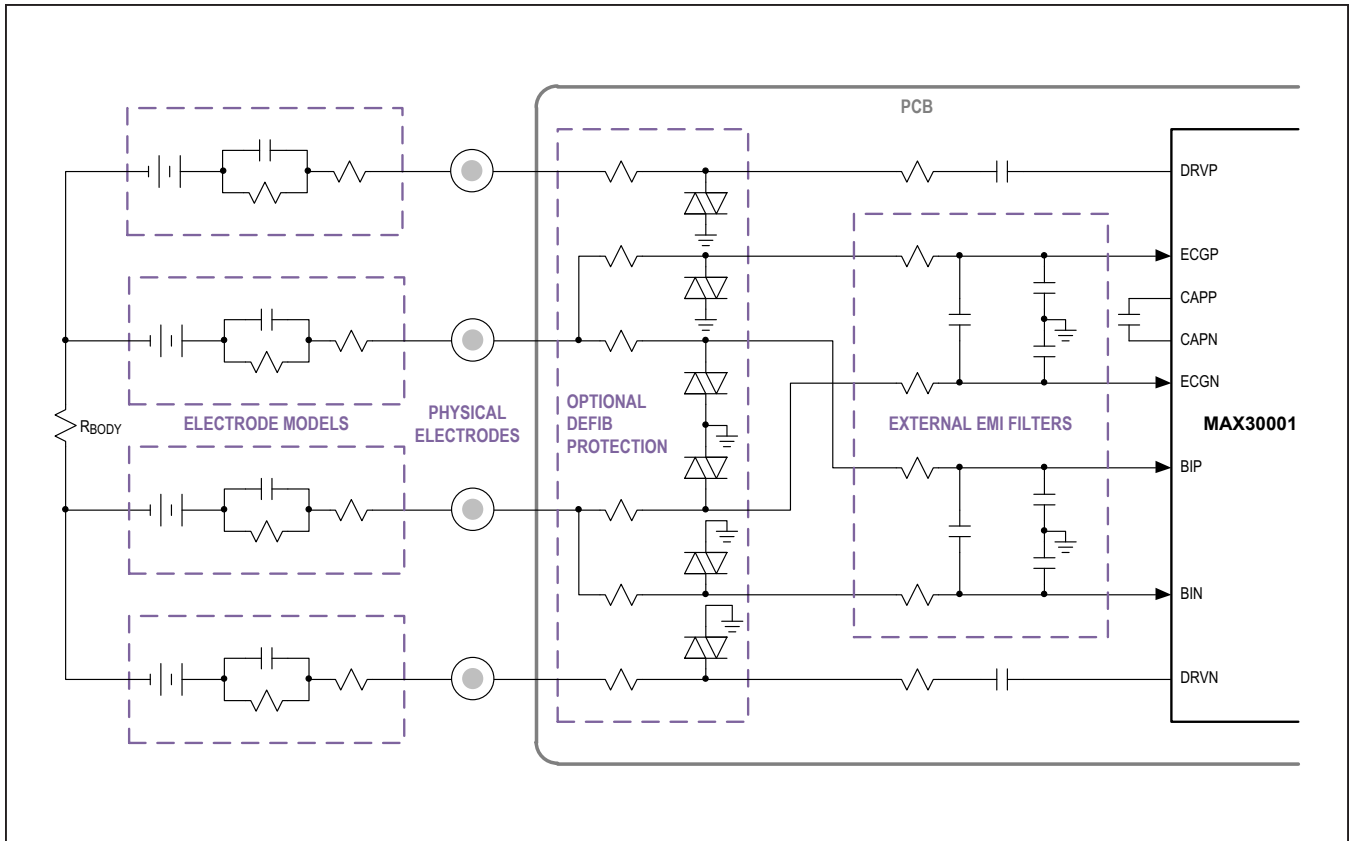 PCB
DRVP
ECGP
CAPP
CAPN
ECGN
RBODY
ELECTRODE MODELS
PHYSICAL
ELECTRODES
OPTIONAL
DEFIB
PROTECTION
EXTERNAL EMI FILTERS
MAX30001
BIP
BIN
DRVN